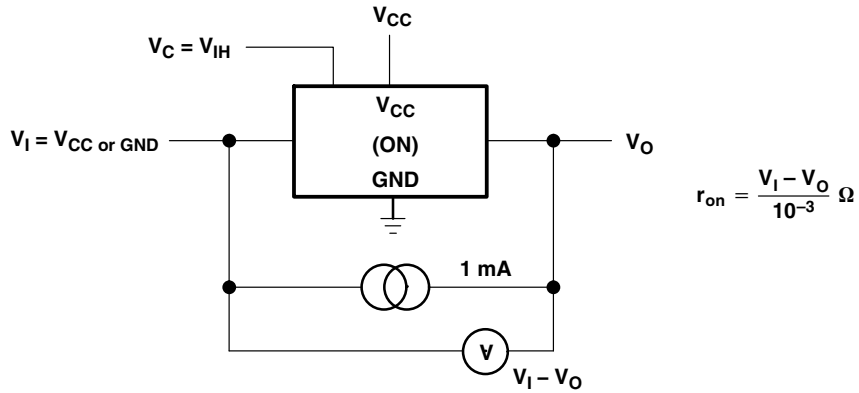 VCC
VC = VIH
VCC
VI = VCC or GND
(ON)
VO
GND
ron = VI – VO / 10–3 Ω
1 mA
V
VI – VO